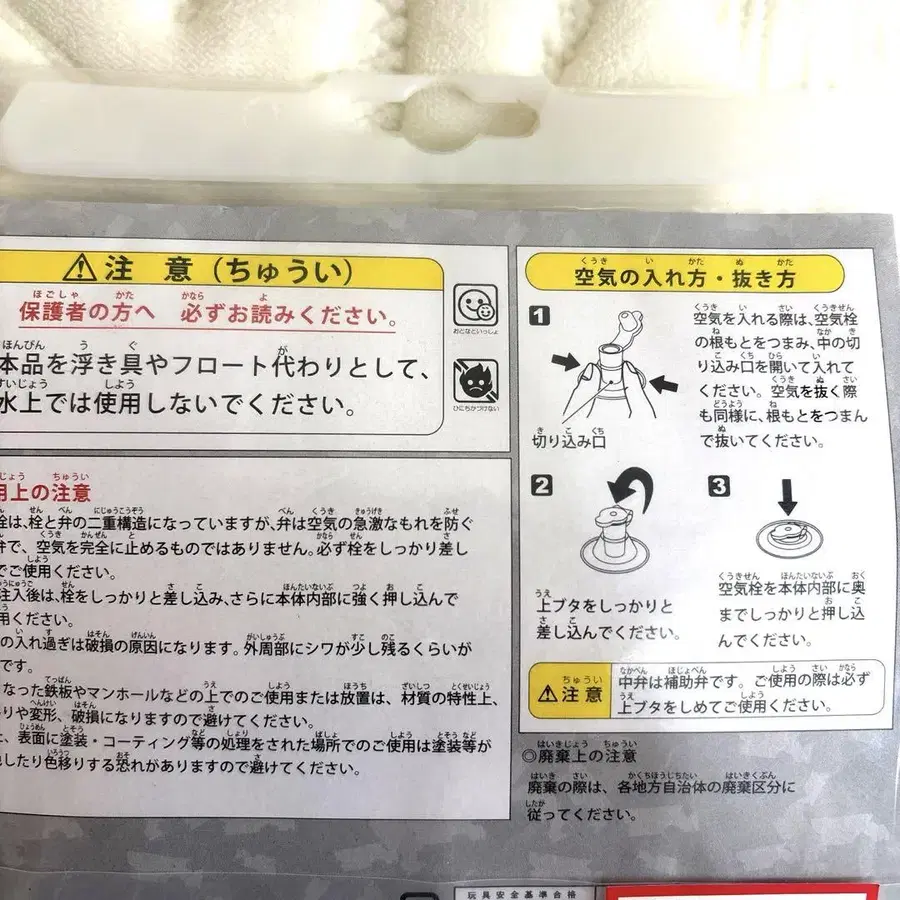 注意(ちゅうい)
保護者の方へ 必ずお読みください。
本品を浮き具やフロート代わりとして、
水上では使用しないでください。
おとなといっしょ
ひにちかづけない
用上の注意
栓は、栓と弁の二重構造になっていますが、弁は空気の急激なもれを防ぐ
弁で、空気を完全に止めるものではありません。必ず栓をしっかり差し
でご使用ください。
注入後は、栓をしっかりと差し込み、さらに本体内部に強く押し込んで
用ください。
の入れ過ぎは破損の原因になります。外周部にシワが少し残るくらいが
です。
なった鉄板やマンホールなどの上でのご使用または放置は、材質の特性上、
りや変形、破損になりますので避けてください。
、表面に塗装・コーティング等の処理をされた場所でのご使用は塗装等が
したり色移りする恐れがありますので避けてください。
空気の入れ方・抜き方
1
空気を入れる際は、空気栓
の根もとをつまみ、中の切
り込み口を開いて入れて
ください。空気を抜く際
も同様に、根もとをつまん
で抜いてください。
切り込み口
2
上ブタをしっかりと
差し込んでください。
3
空気栓を本体内部に奥
までしっかりと押し込
んでください。
注意
中弁は補助弁です。ご使用の際は必ず
上ブタをしめてご使用ください。
◎廃棄上の注意
廃棄の際は、各地方自治体の廃棄区分に
従ってください。
玩具安全基準合格